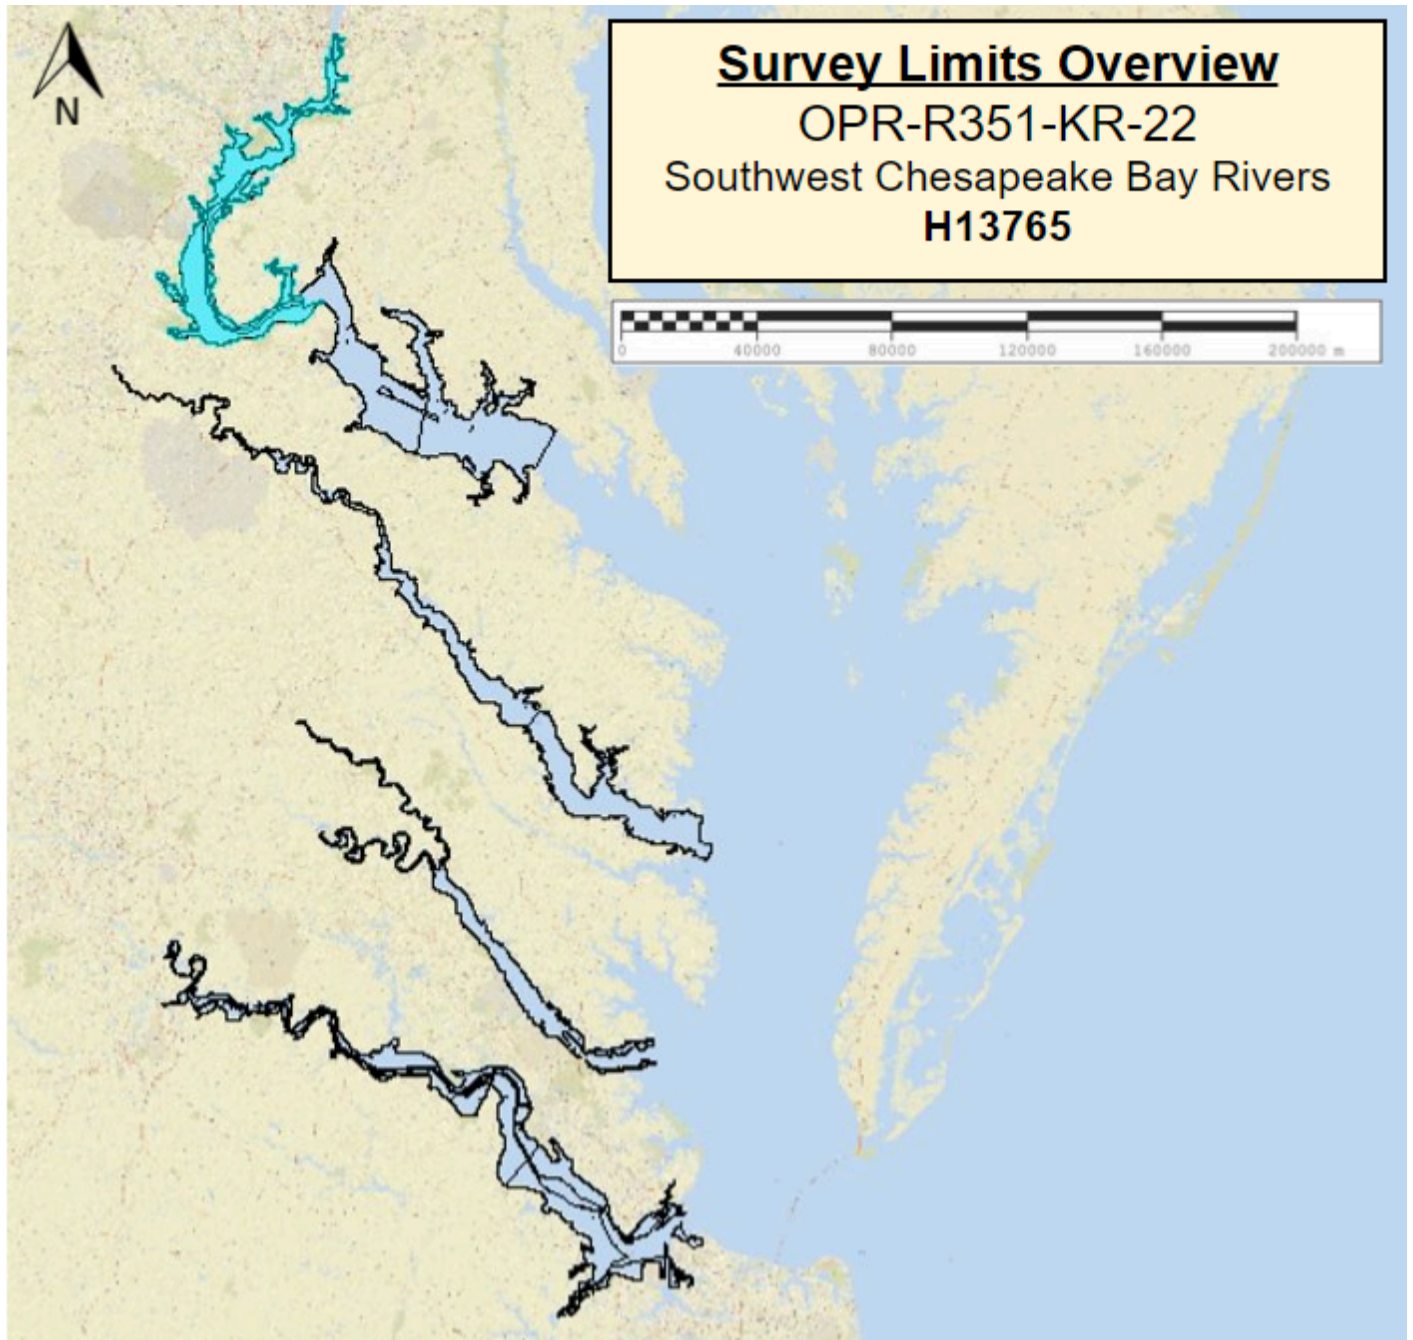 N
Survey Limits Overview
OPR-R351-KR-22
Southwest Chesapeake Bay Rivers
H13765
0 40000 80000 120000 160000 200000 m